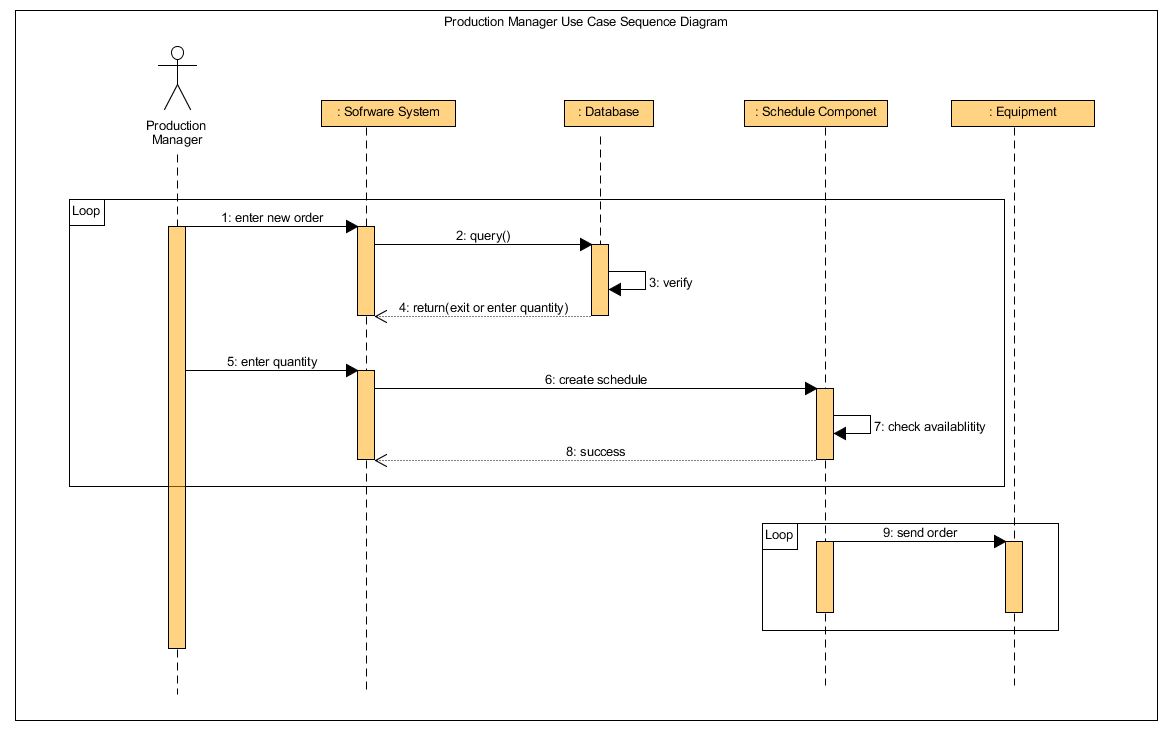 Production Manager Use Case Sequence Diagram
Production
Manager
: Sofrware System
: Database
: Schedule Componet
: Equipment
Loop
1: enter new order
2: query()
3: verify
4: return(exit or enter quantity)
5: enter quantity
6: create schedule
7: check availablitity
8: success
Loop
9: send order